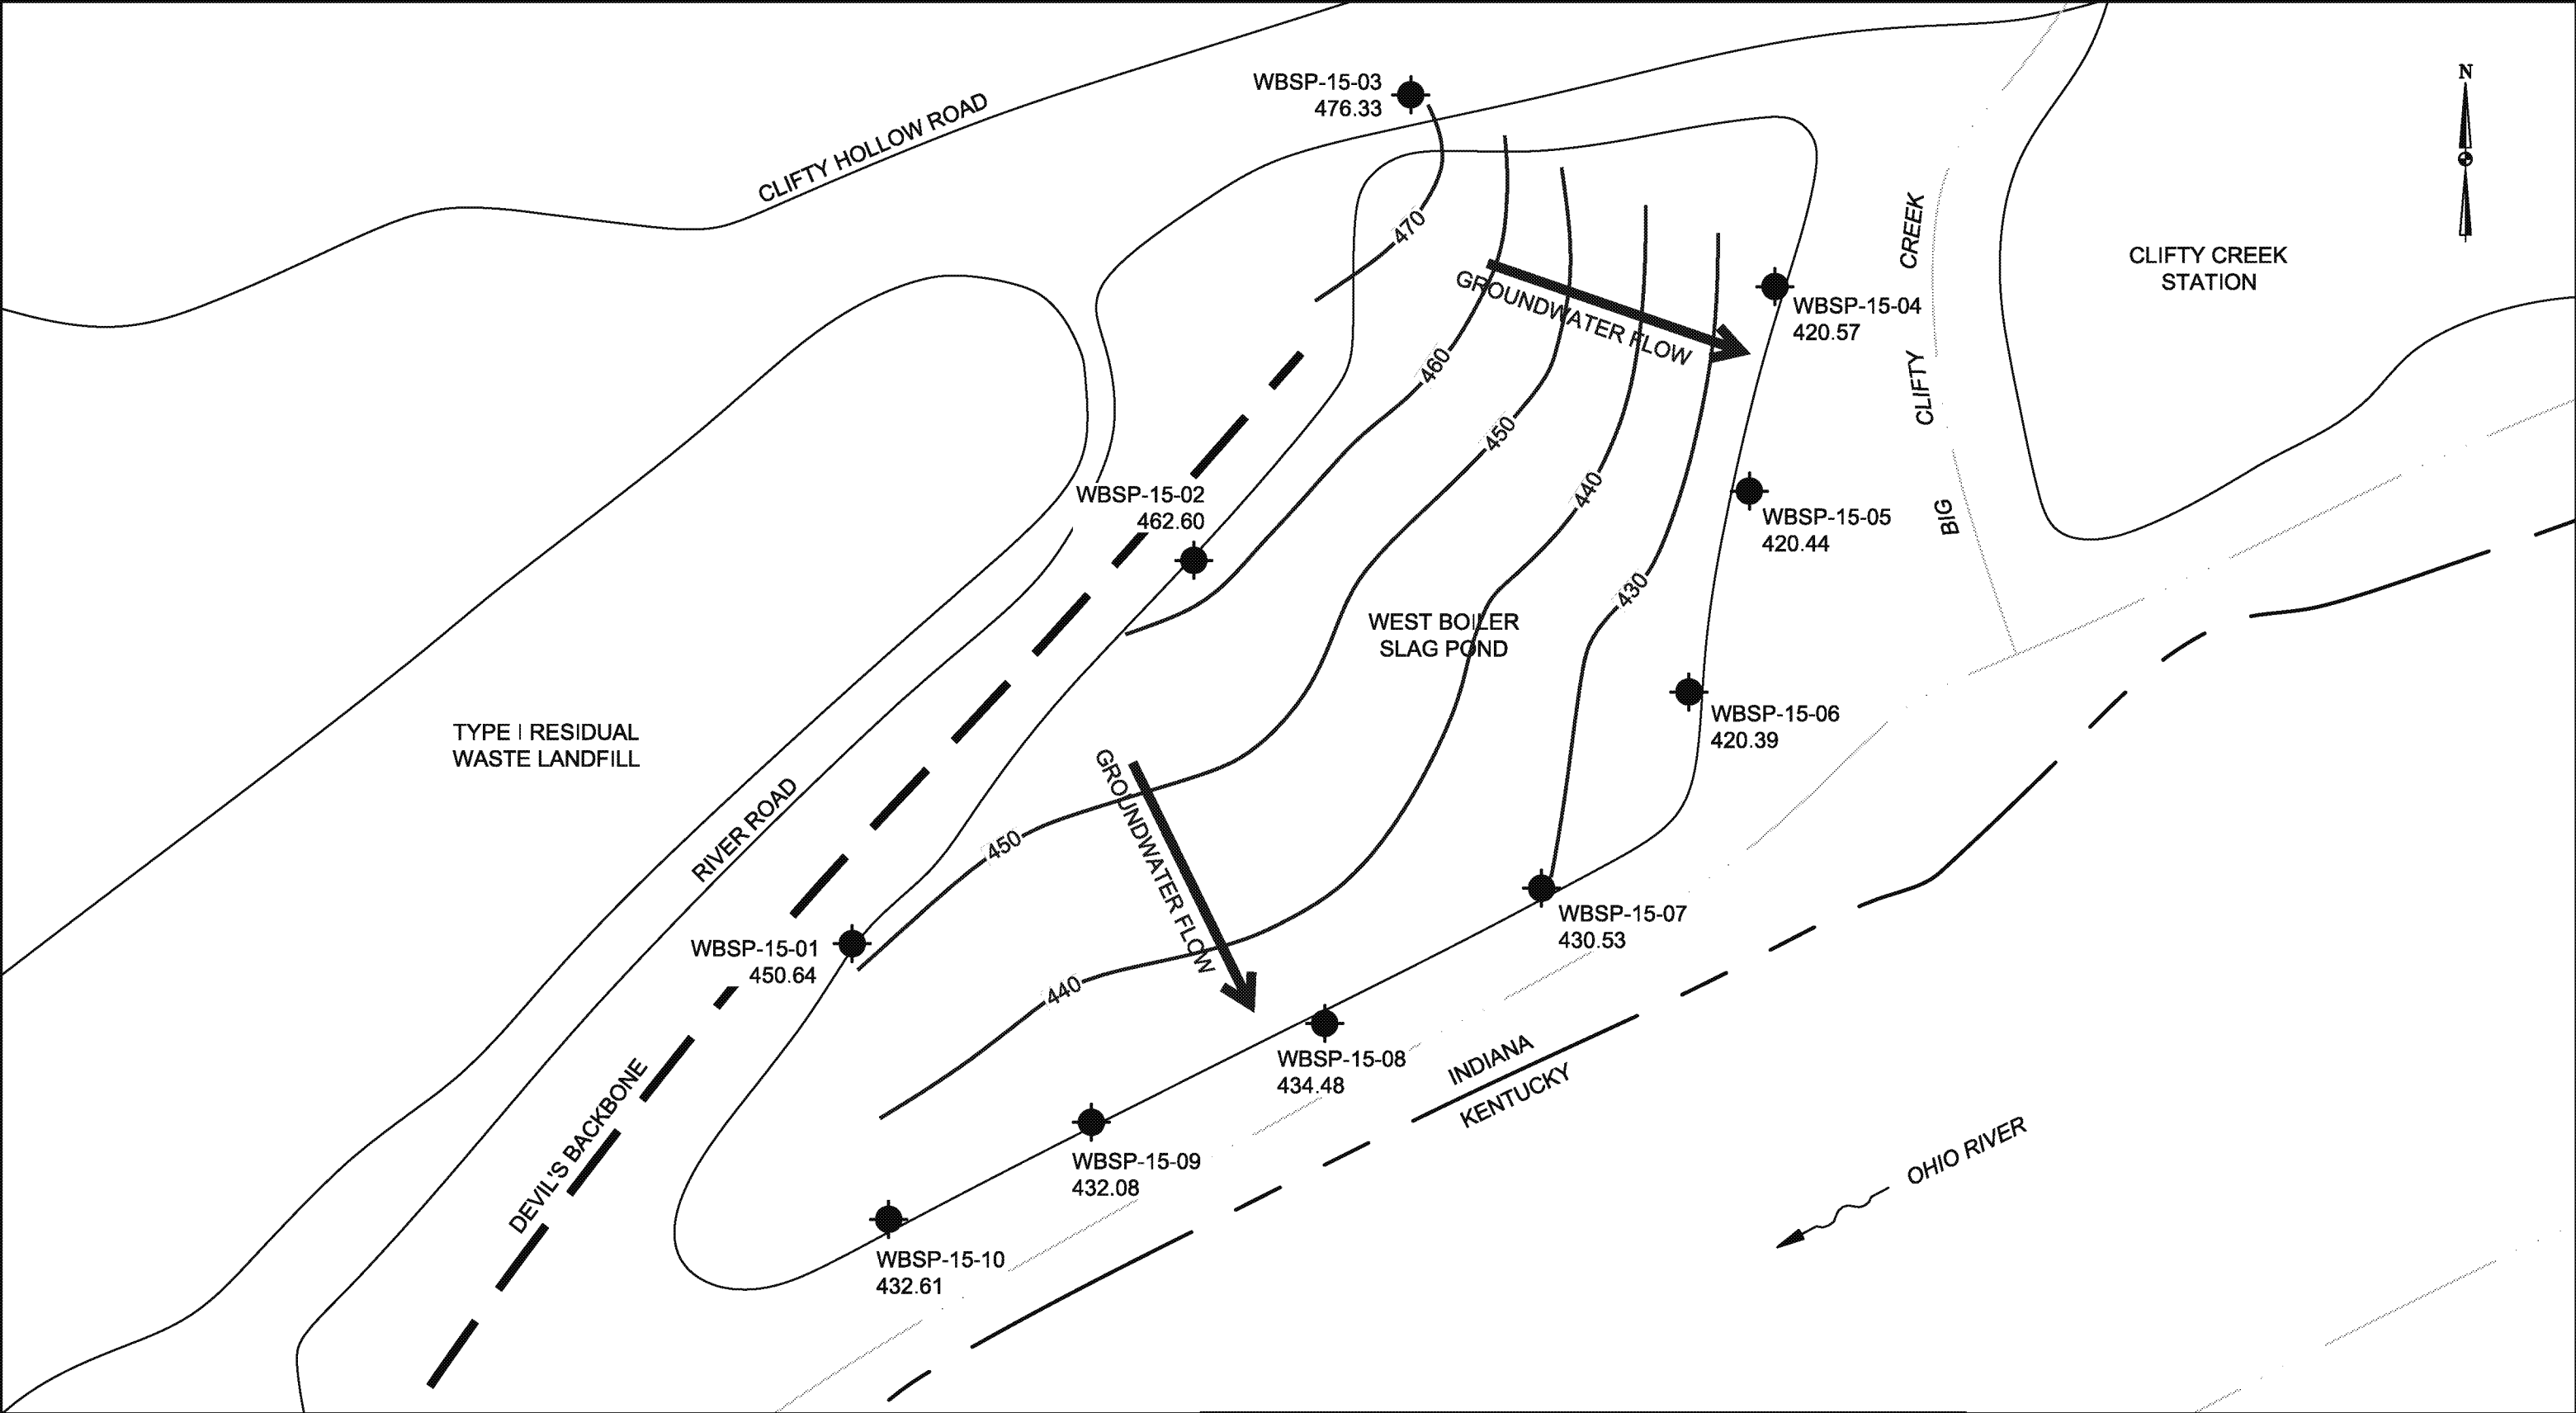 WBSP-15-03
476.33
N
CLIFTY HOLLOW ROAD
470
CREEK
CLIFTY
BIG
CLIFTY CREEK
STATION
GROUNDWATER FLOW
WBSP-15-04
420.57
460
450
440
430
WBSP-15-02
462.60
WBSP-15-05
420.44
WEST BOILER
SLAG POND
WBSP-15-06
420.39
TYPE I RESIDUAL
WASTE LANDFILL
RIVER ROAD
GROUNDWATER FLOW
450
WBSP-15-01
450.64
440
WBSP-15-07
430.53
WBSP-15-08
434.48
INDIANA
KENTUCKY
DEVIL'S BACKBONE
WBSP-15-09
432.08
OHIO RIVER
WBSP-15-10
432.61